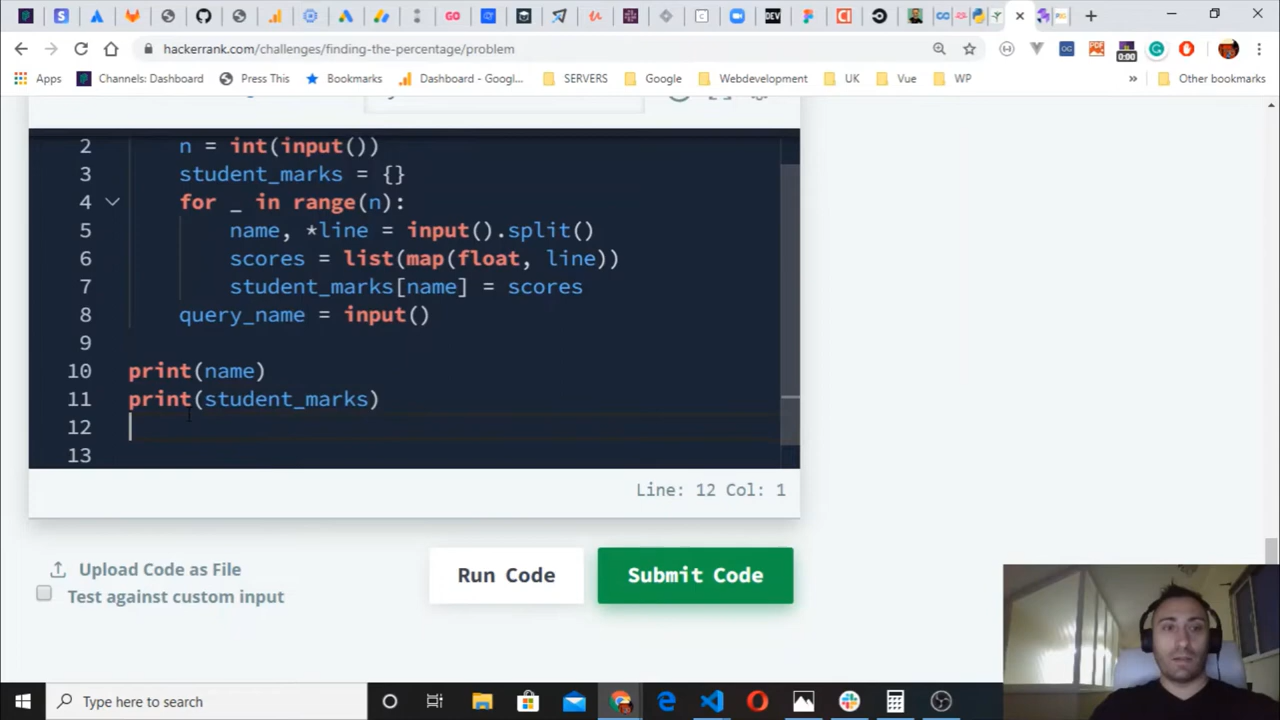 GO
DEV
hackerrank.com/challenges/finding-the-percentage/problem
0:00
Apps
Channels: Dashboard
Press This
Bookmarks
Dashboard - Googl...
SERVERS
Google
Webdevelopment
UK
Vue
WP
»
Other bookmarks
2 n = int(input())
3 student_marks = {}
4 for _ in range(n):
5 name, *line = input().split()
6 scores = list(map(float, line))
7 student_marks[name] = scores
8 query_name = input()
9
10 print(name)
11 print(student_marks)
12
13
Line: 12 Col: 1
Upload Code as File
Test against custom input
Run Code
Submit Code
Type here to search